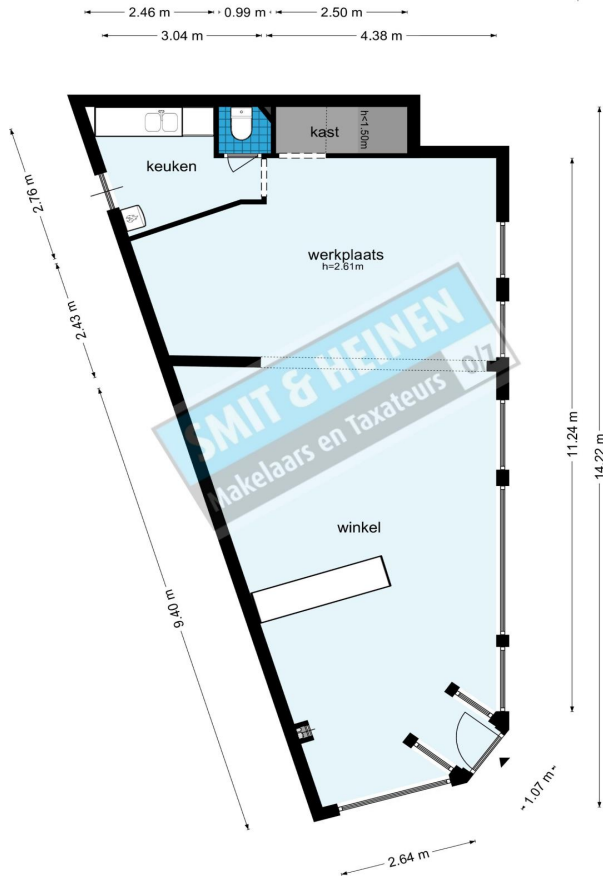 2.46 m
0.99 m
2.50 m
3.04 m
4.38 m
kast
h<1.50m
keuken
2.76 m
werkplaats
h=2.61m
2.43 m
SMIT & HEINEN
Makelaars en Taxateurs
O/Z
11.24 m
14.22 m
winkel
9.40 m
1.07 m
2.64 m